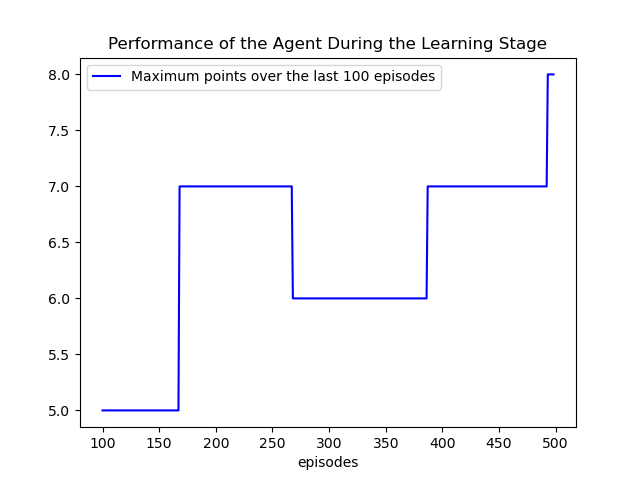 Performance of the Agent During the Learning Stage
Maximum points over the last 100 episodes
8.0
7.5
7.0
6.5
6.0
5.5
5.0
100 150 200 250 300 350 400 450 500
episodes